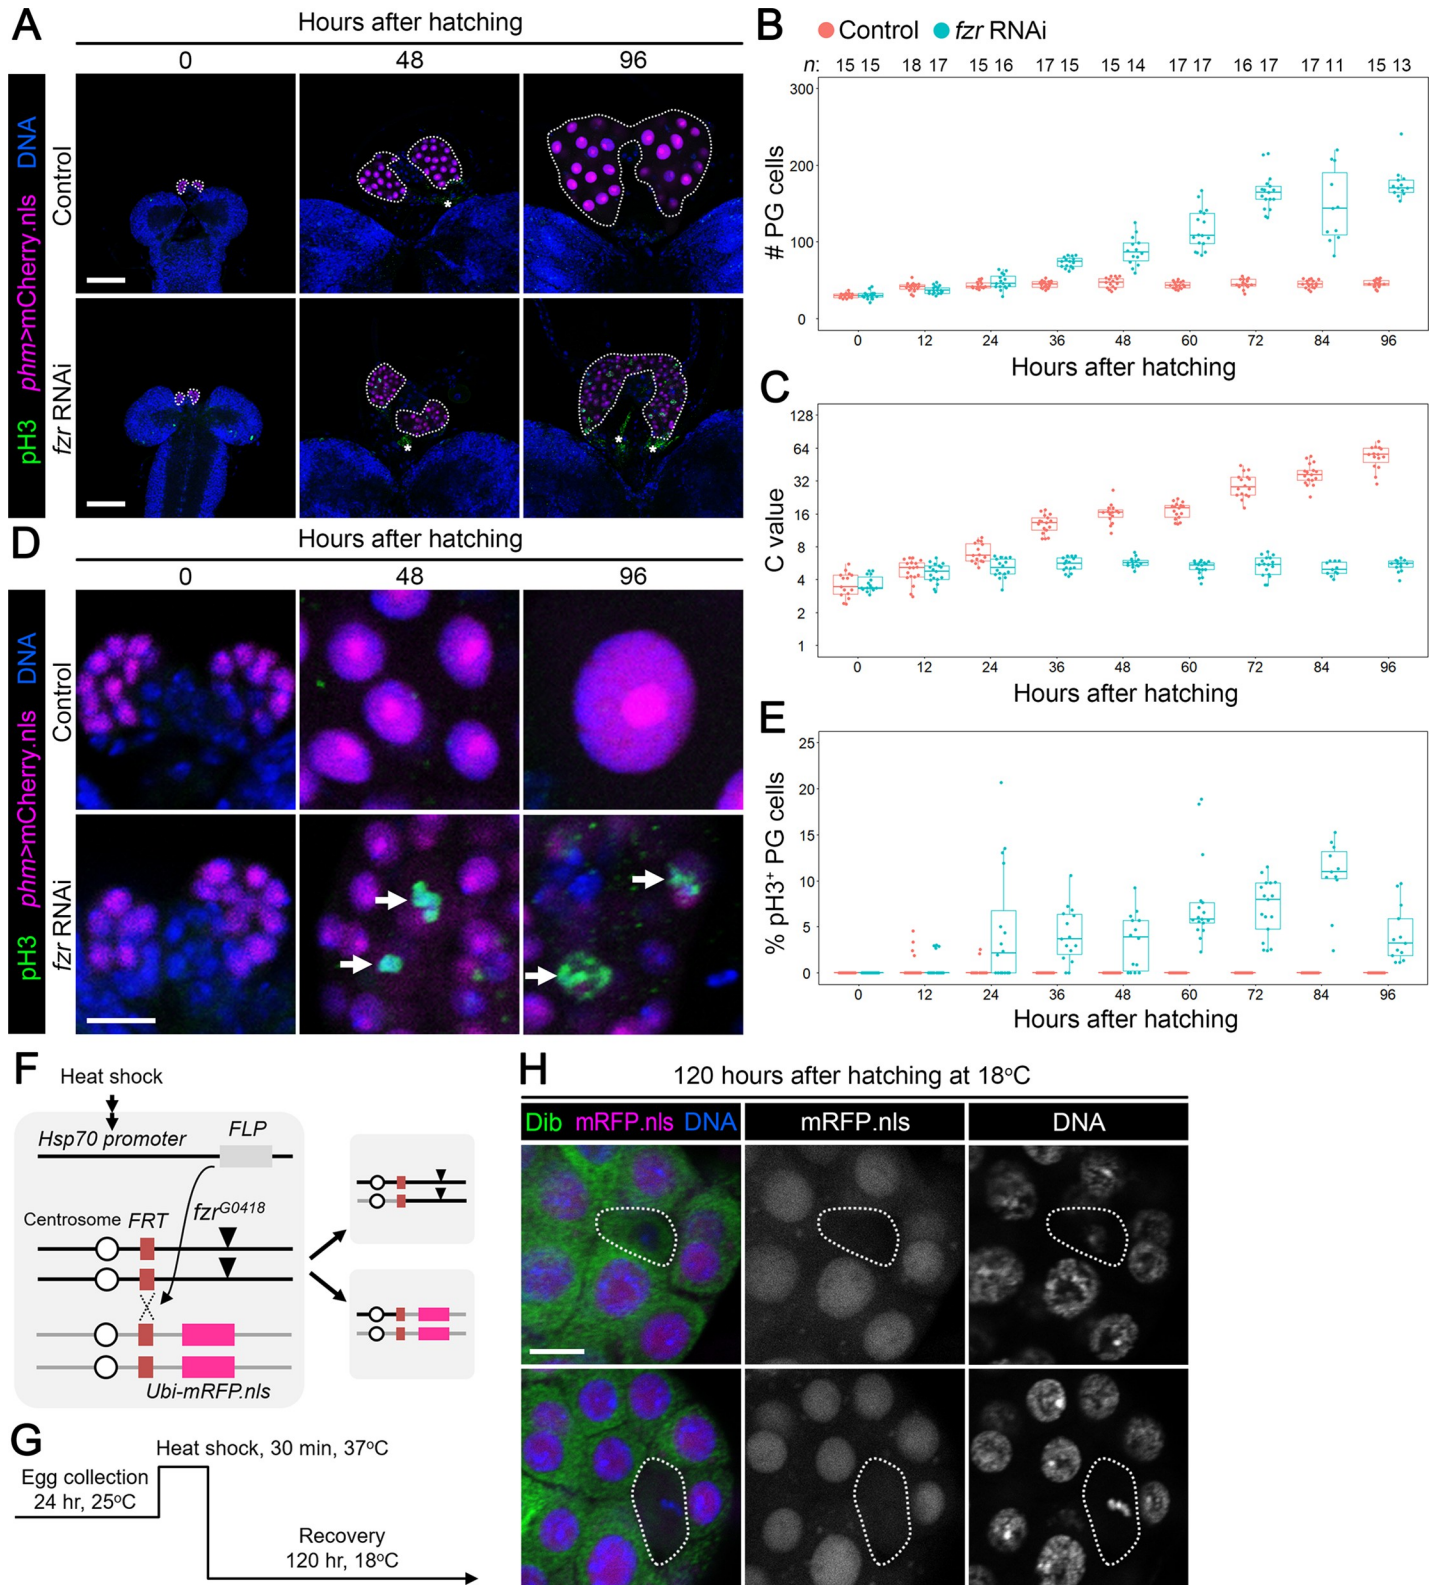 A
Hours after hatching
0 48 96
pH3 phm>mCherry.nls DNA
Control
fzr RNAi
*
* * *
B
Control fzr RNAi
n: 15 15 18 17 15 16 17 15 15 14 17 17 16 17 17 11 15 13
# PG cells
300
200
100
0
0 12 24 36 48 60 72 84 96
Hours after hatching
C
C value
128
64
32
16
8
4
2
1
0 12 24 36 48 60 72 84 96
Hours after hatching
D
Hours after hatching
0 48 96
pH3 phm>mCherry.nls DNA
Control
fzr RNAi
E
% pH3+ PG cells
25
20
15
10
5
0
0 12 24 36 48 60 72 84 96
Hours after hatching
F
Heat shock
Hsp70 promoter
FLP
Centrosome FRT fzrG0418
Ubi-mRFP.nls
G
Heat shock, 30 min, 37oC
Egg collection
24 hr, 25oC
Recovery
120 hr, 18oC
H
120 hours after hatching at 18oC
Dib mRFP.nls DNA
mRFP.nls
DNA